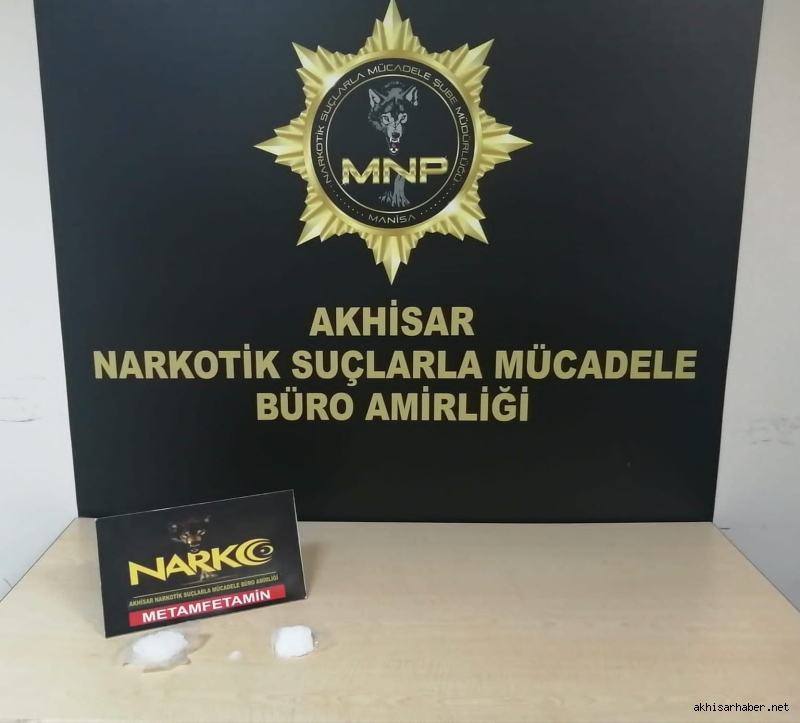 NARKOTİK SUÇLARLA MÜCADELE ŞUBE MÜDÜRLÜĞÜ
MNP
MANİSA
AKHİSAR
NARKOTİK SUÇLARLA MÜCADELE
BÜRO AMİRLİĞİ
NARKO
AKHİSAR NARKOTİK SUÇLARLA MÜCADELE BÜRO AMİRLİĞİ
METAMFETAMİN
akhisarhaber.net